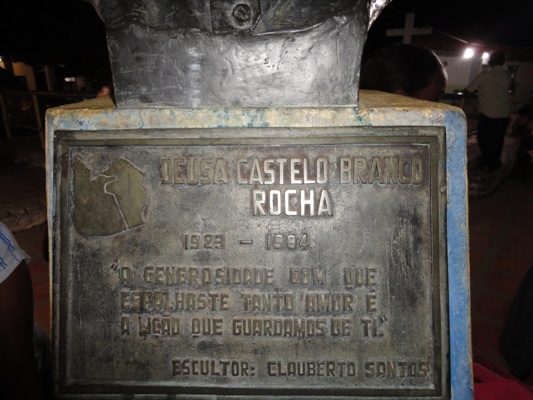 DEUSA CASTELO BRANCO
ROCHA
1923 - 1984
"A GENEROSIDADE COM QUE
ESPALHASTE TANTO AMOR E
A LIÇÃO QUE GUARDAMOS DE TI."
ESCULTOR: CLAUBERTO SANTOS